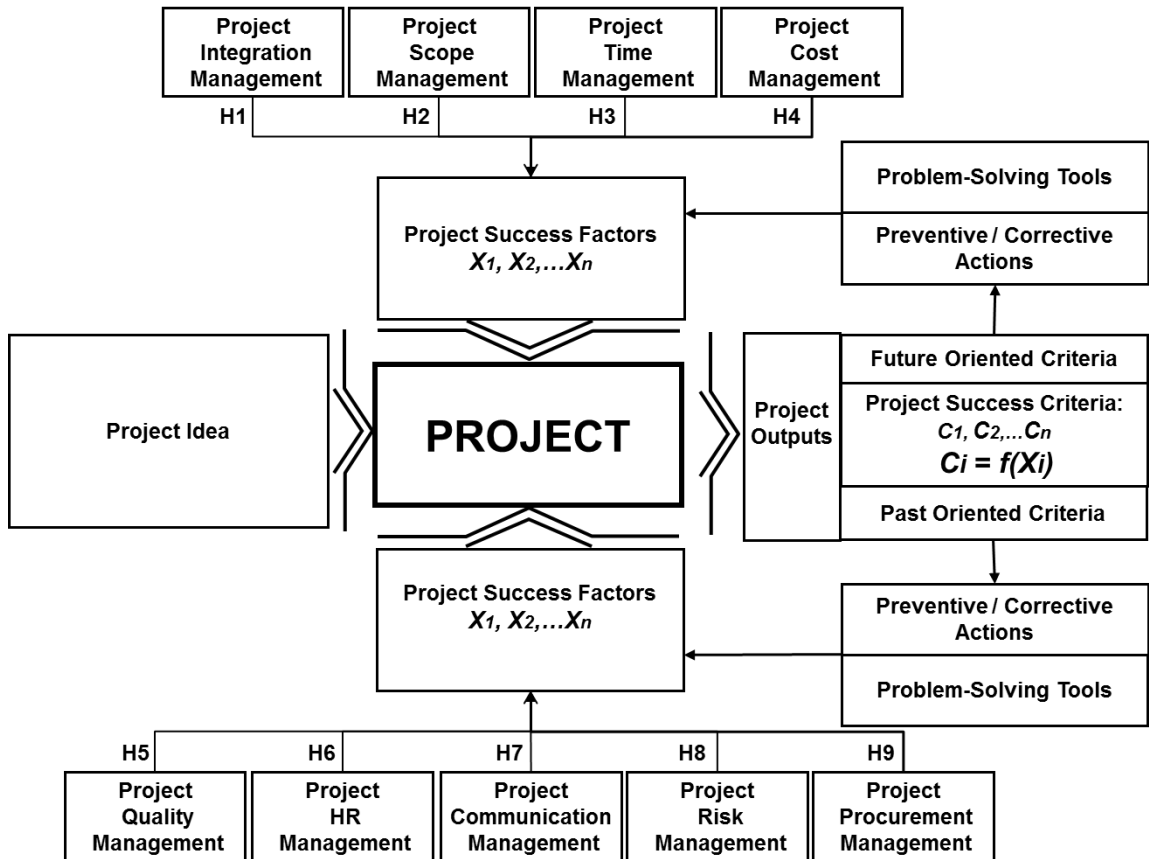 Project
Integration
Management
Project
Scope
Management
Project
Time
Management
Project
Cost
Management
H1
H2
H3
H4
Problem-Solving Tools
Preventive / Corrective
Actions
Project Success Factors
X1, X2,...Xn
Project Idea
PROJECT
Project
Outputs
Future Oriented Criteria
Project Success Criteria:
C1, C2,...Cn
Ci = f(Xi)
Past Oriented Criteria
Project Success Factors
X1, X2,...Xn
Preventive / Corrective
Actions
Problem-Solving Tools
H5
H6
H7
H8
H9
Project
Quality
Management
Project
HR
Management
Project
Communication
Management
Project
Risk
Management
Project
Procurement
Management